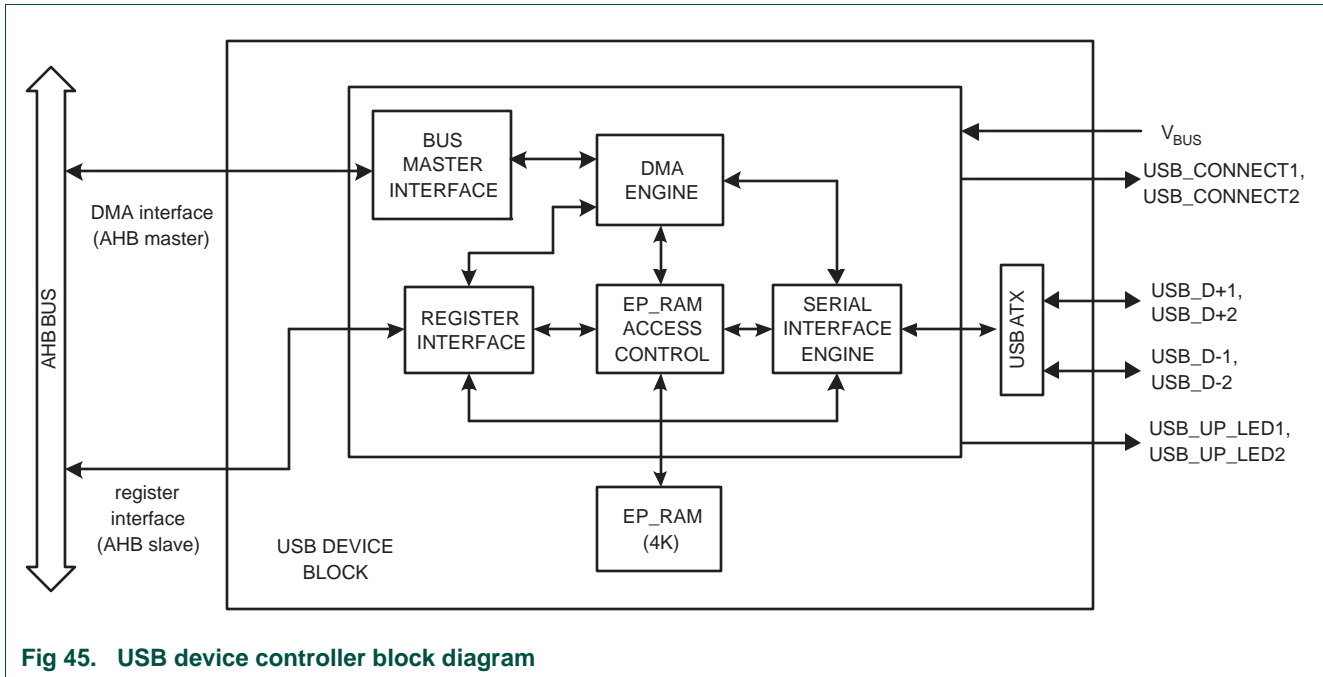 AHB BUS
DMA interface
(AHB master)
register
interface
(AHB slave)
USB DEVICE
BLOCK
BUS
MASTER
INTERFACE
DMA
ENGINE
REGISTER
INTERFACE
EP_RAM
ACCESS
CONTROL
SERIAL
INTERFACE
ENGINE
EP_RAM
(4K)
USB ATX
VBUS
USB_CONNECT1,
USB_CONNECT2
USB_D+1,
USB_D+2
USB_D-1,
USB_D-2
USB_UP_LED1,
USB_UP_LED2
Fig 45. USB device controller block diagram